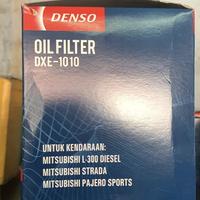 DENSO
OIL FILTER
DXE-1010
UNTUK KENDARAAN:
MITSUBISHI L-300 DIESEL
MITSUBISHI STRADA
MITSUBISHI PAJERO SPORTS